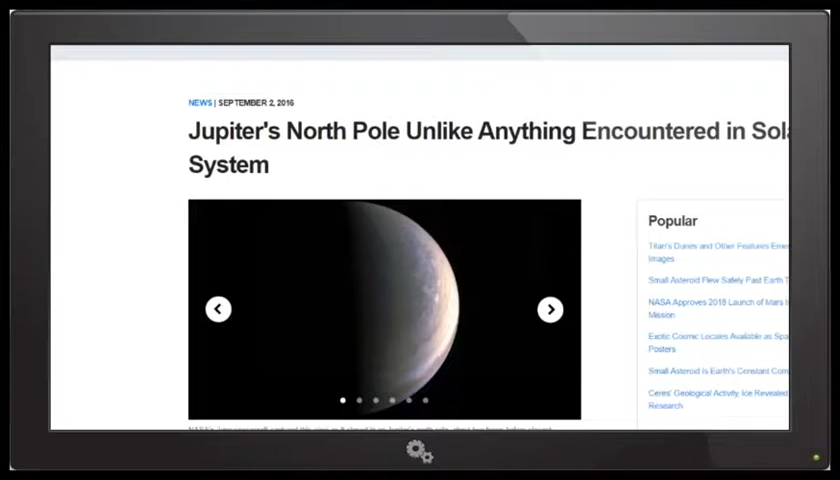 NEWS | SEPTEMBER 2, 2016
Jupiter's North Pole Unlike Anything Encountered in Sola
System
Popular
Titan's Dunes and Other Features Eme
Images
Small Asteroid Flew Safely Past Earth T
NASA Approves 2018 Launch of Mars I
Mission
Exotic Cosmic Locales Available as Spa
Posters
Small Asteroid Is Earth's Constant Com
Ceres' Geological Activity, Ice Revealed
Research